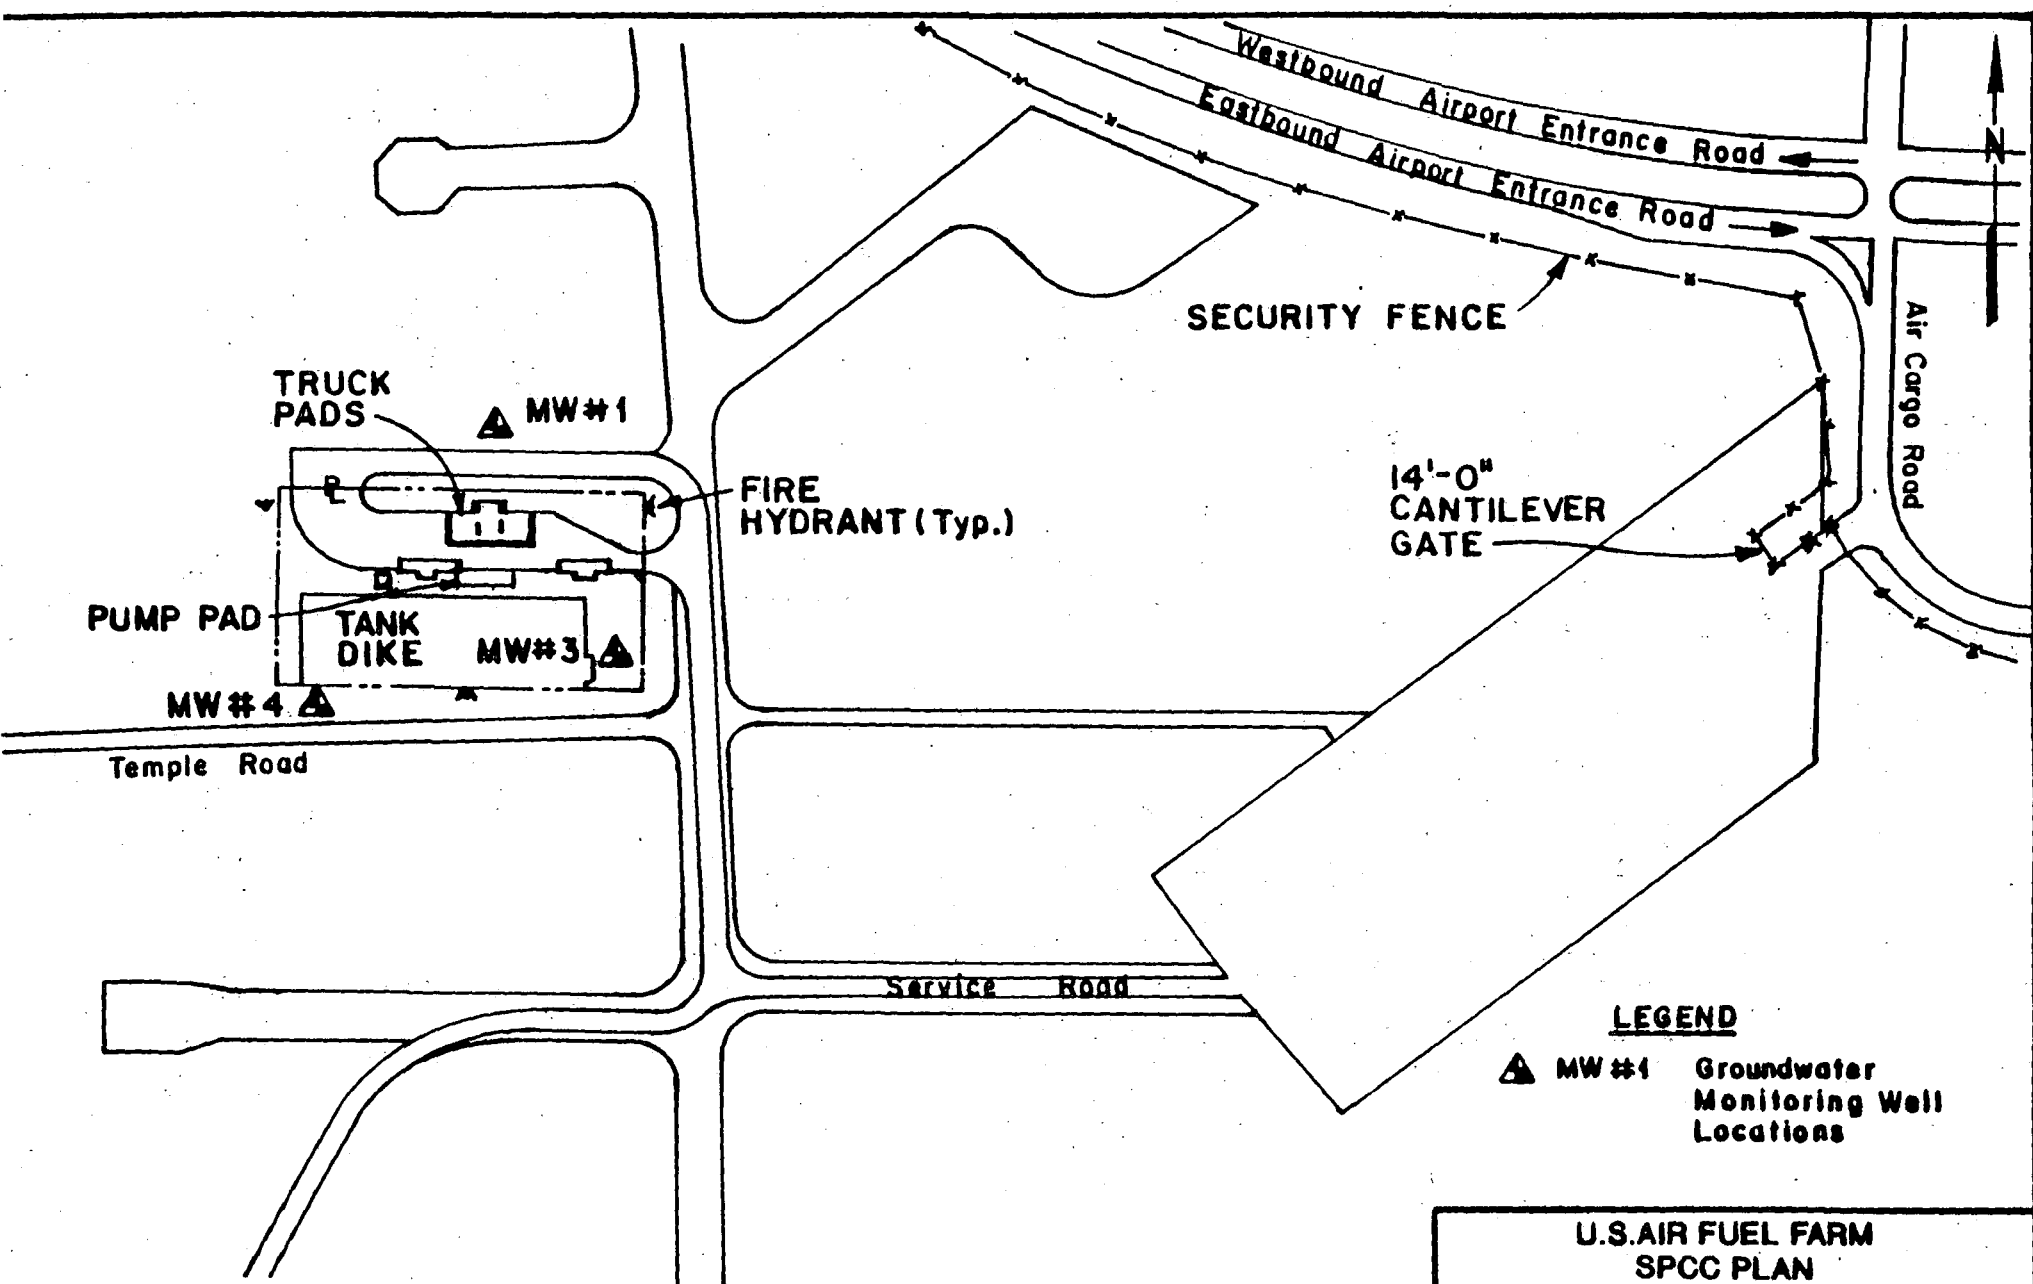 Westbound Airport Entrance Road
Eastbound Airport Entrance Road
N
SECURITY FENCE
Air Cargo Road
TRUCK
PADS
MW#1
PL
FIRE
HYDRANT (Typ.)
14'-0"
CANTILEVER
GATE
PUMP PAD
TANK
DIKE
MW#3
MW#4
Temple Road
Service Road
LEGEND
MW#1 Groundwater
Monitoring Well
Locations
U.S.AIR FUEL FARM
SPCC PLAN